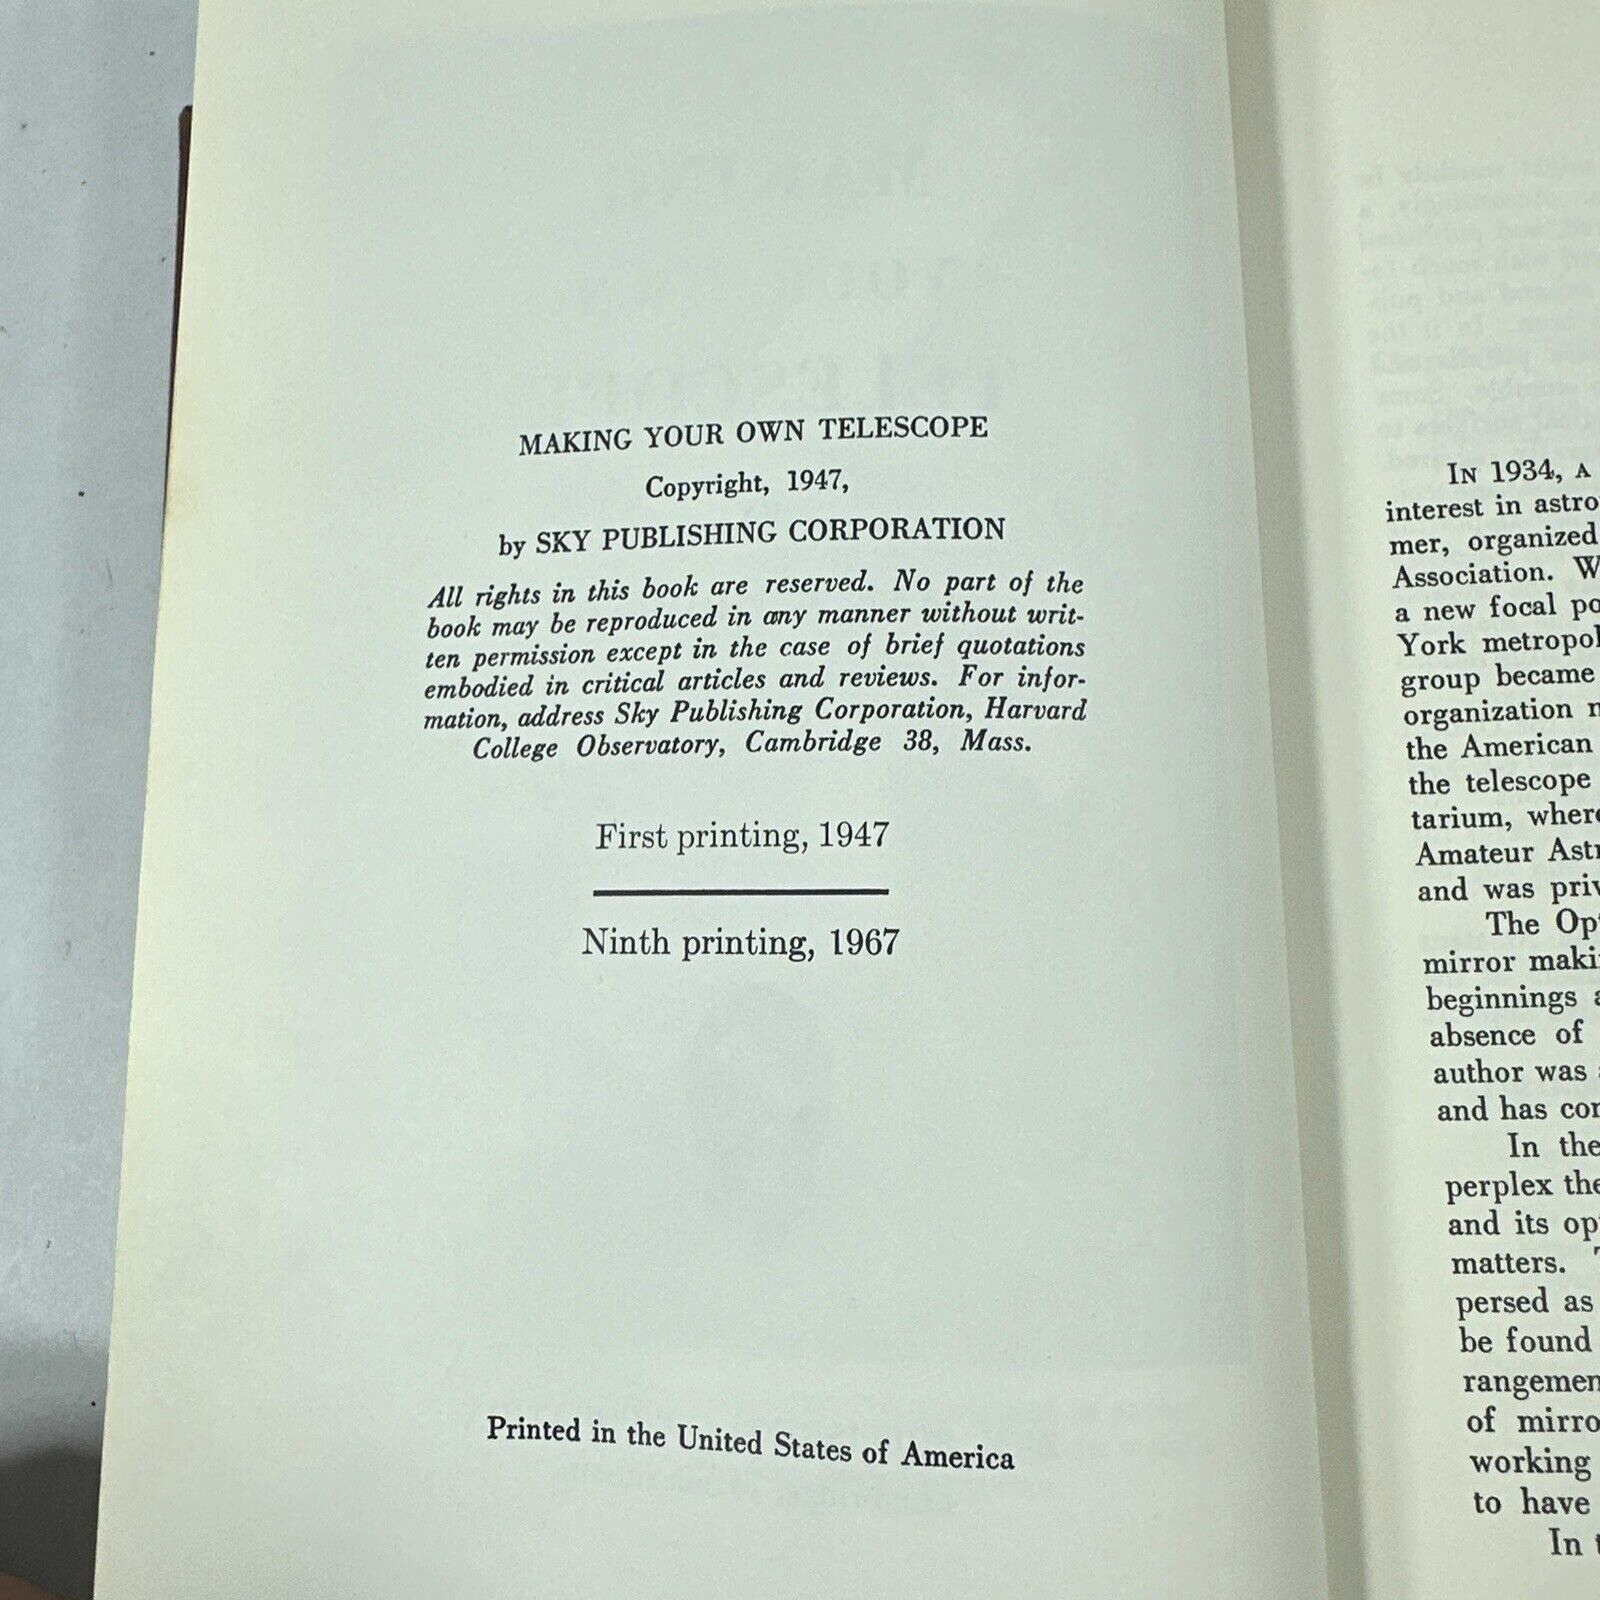 MAKING YOUR OWN TELESCOPE
Copyright, 1947,
by SKY PUBLISHING CORPORATION
All rights in this book are reserved. No part of the
book may be reproduced in any manner without writ-
ten permission except in the case of brief quotations
embodied in critical articles and reviews. For infor-
mation, address Sky Publishing Corporation, Harvard
College Observatory, Cambridge 38, Mass.
First printing, 1947
Ninth printing, 1967
Printed in the United States of America
IN 1934, A
interest in astro
mer, organized
Association. W
a new focal po
York metropol
group became
organization
the American
the telescope
tarium, where
Amateur Ast
and was priv
The Op
mirror maki
beginnings
absence of
author was
and has con
In the
perplex the
and its op
matters.
persed as
be found
rangemen
of mirro
working
to have
In t